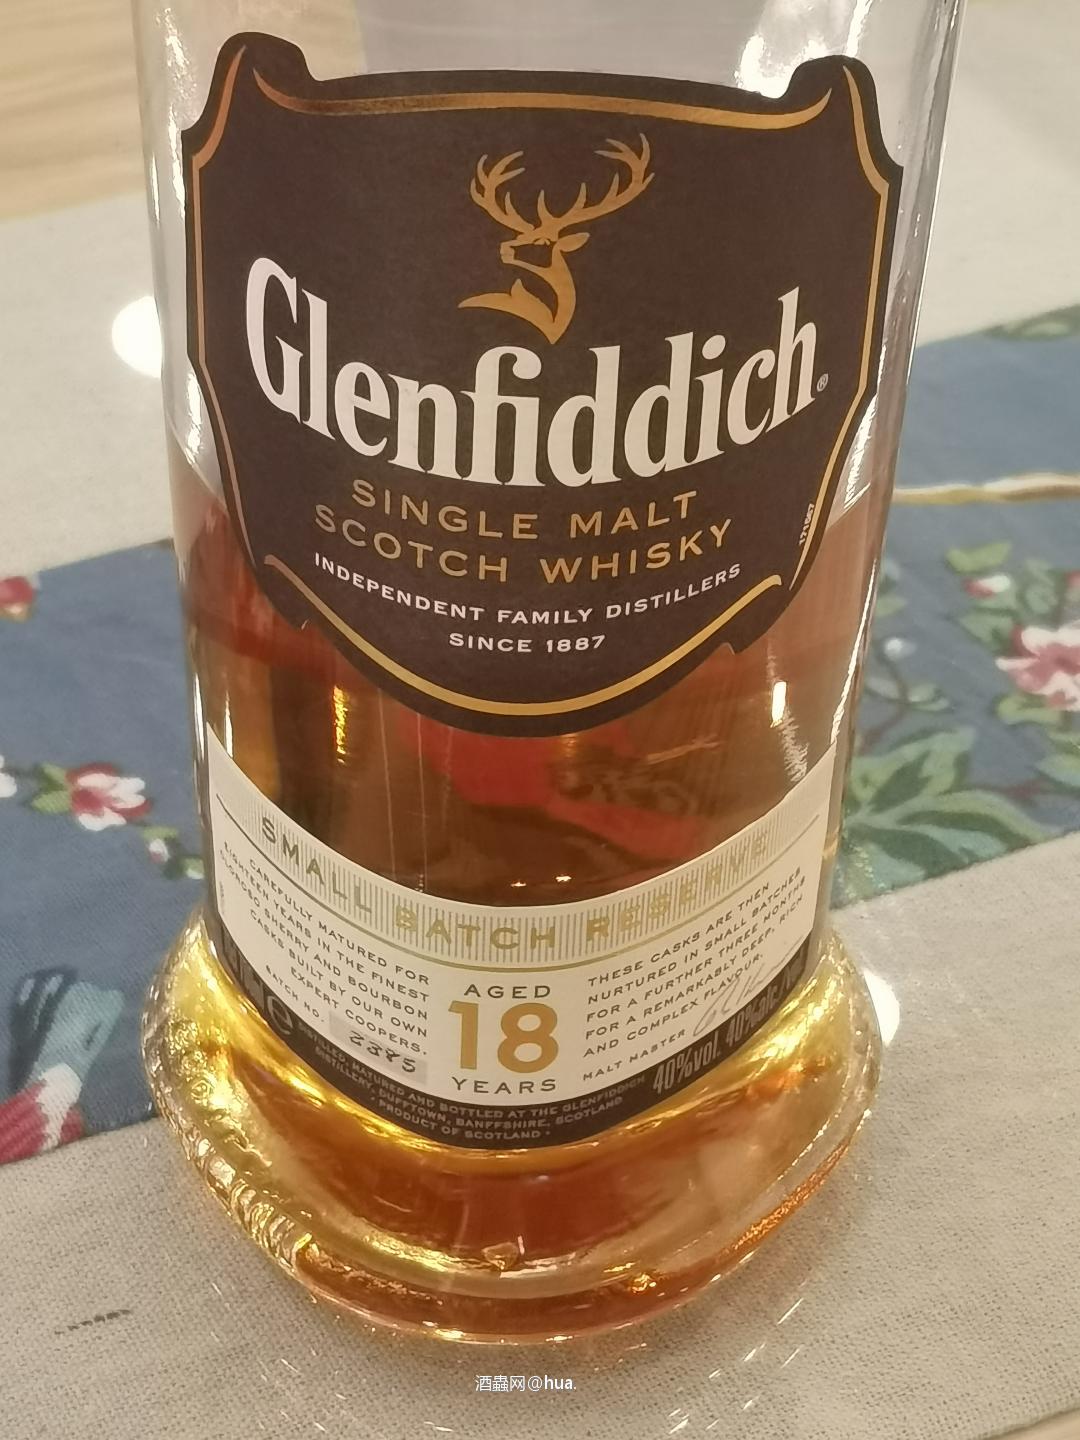 Glenfiddich®
SINGLE MALT
SCOTCH WHISKY
INDEPENDENT FAMILY DISTILLERS
SINCE 1887
SMALL BATCH RESERVE
CAREFULLY MATURED FOR
EIGHTEEN YEARS IN THE FINEST
OLOROSO SHERRY AND BOURBON
CASKS BUILT BY OUR OWN
EXPERT COOPERS.
BATCH NO.
AGED
18
YEARS
THESE CASKS ARE THEN
NURTURED IN SMALL BATCHES
FOR A FURTHER THREE MONTHS
FOR A REMARKABLY DEEP, RICH
AND COMPLEX FLAVOUR.
MALT MASTER
40%vol. 40%alc/vol
DISTILLED, MATURED AND BOTTLED AT THE GLENFIDDICH
DISTILLERY, DUFFTOWN, BANFFSHIRE, SCOTLAND
• PRODUCT OF SCOTLAND •
酒蟲网@hua.